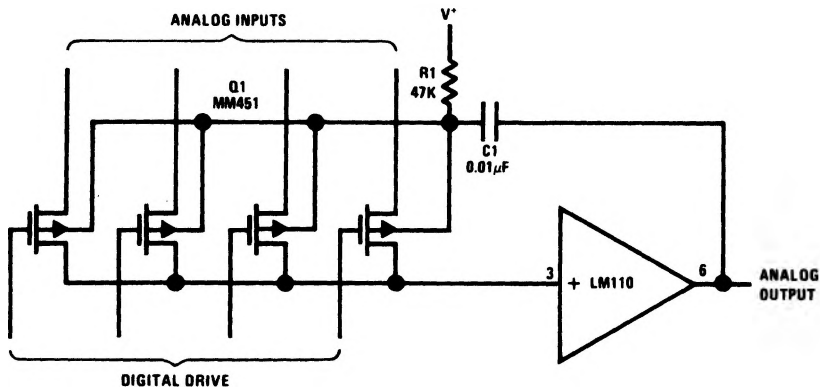 ANALOG INPUTS
V+
R1
47K
Q1
MM451
C1
0.01µF
3
+
LM110
6
ANALOG
OUTPUT
DIGITAL DRIVE